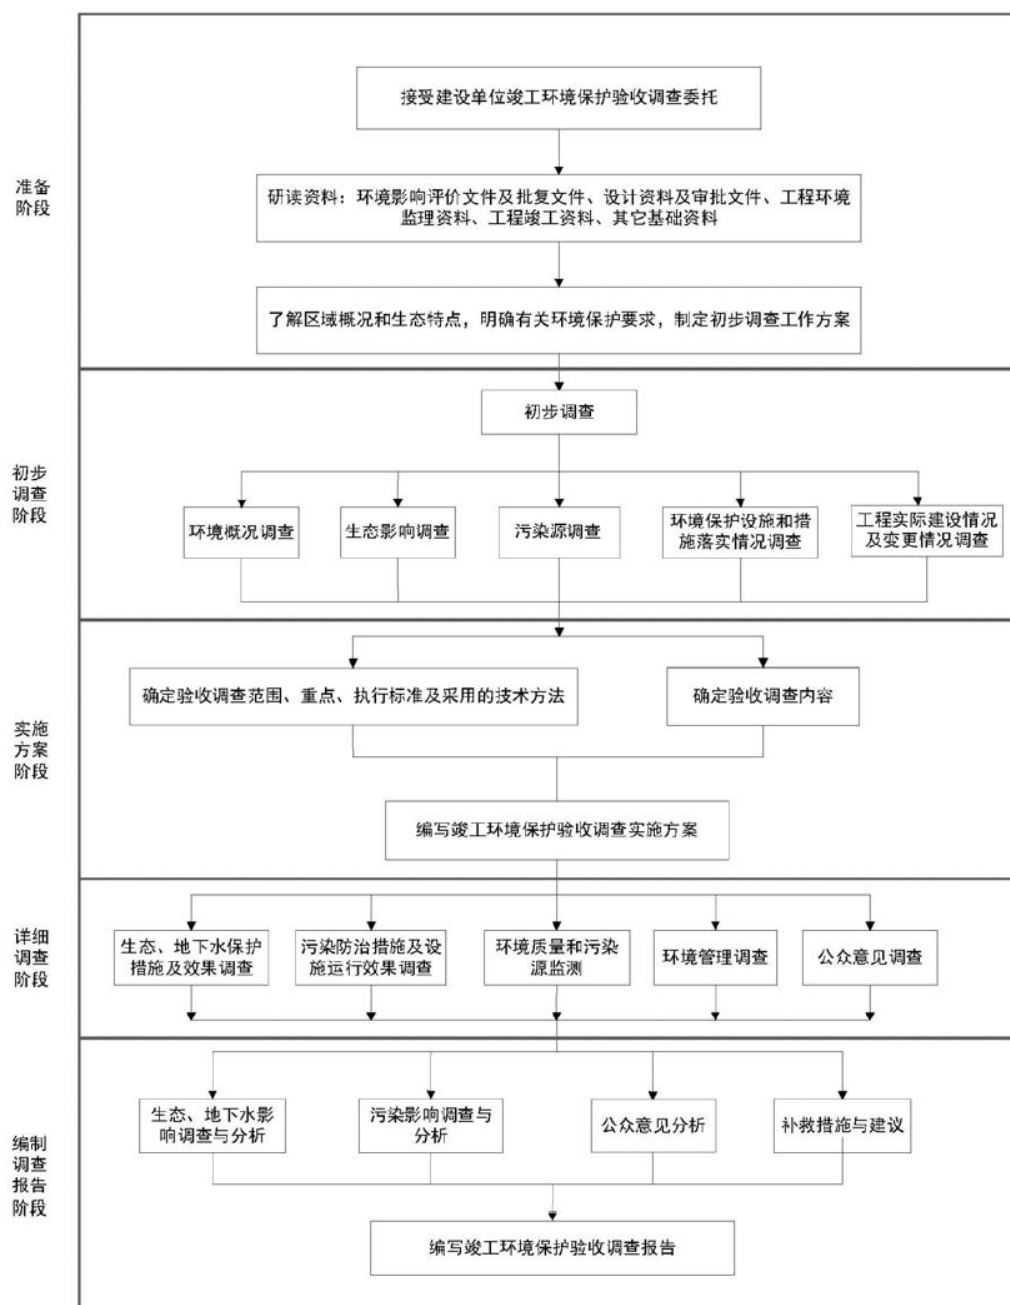 准备
阶段
接受建设单位竣工环境保护验收调查委托
研读资料：环境影响评价文件及批复文件、设计资料及审批文件、工程环境
监理资料、工程竣工资料、其它基础资料
了解区域概况和生态特点，明确有关环境保护要求，制定初步调查工作方案
初步
调查
阶段
初步调查
环境概况调查
生态影响调查
污染源调查
环境保护设施和措
施落实情况调查
工程实际建设情况
及变更情况调查
实施
方案
阶段
确定验收调查范围、重点、执行标准及采用的技术方法
确定验收调查内容
编写竣工环境保护验收调查实施方案
详细
调查
阶段
生态、地下水保护
措施及效果调查
污染防治措施及设
施运行效果调查
环境质量和污染
源监测
环境管理调查
公众意见调查
编制
调查
报告
阶段
生态、地下水影
响调查与分析
污染影响调查与
分析
公众意见分析
补救措施与建议
编写竣工环境保护验收调查报告